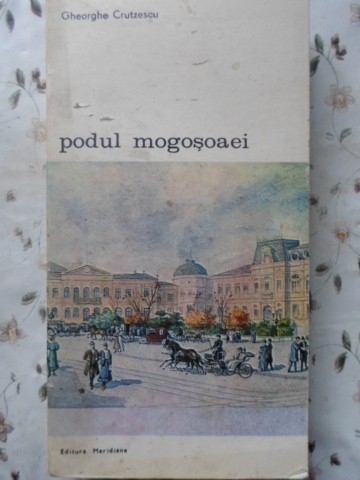 Gheorghe Crutzescu
podul mogoșoaei
Editura Meridiane